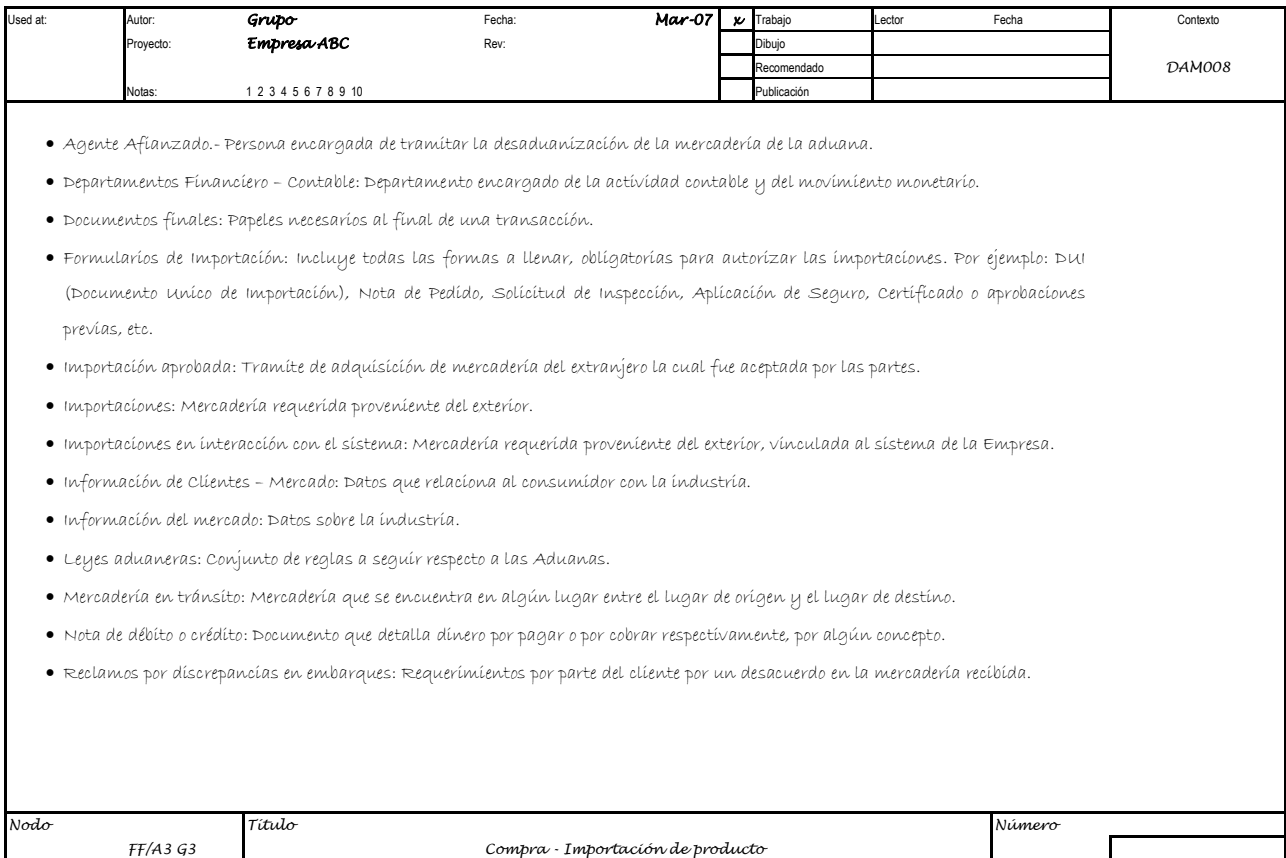 Used at: Autor: Grupo Fecha: Mar-07 x Trabajo Lector Fecha Contexto
Proyecto: Empresa ABC Rev: Dibujo
Recomendado DAM008
Notas: 1 2 3 4 5 6 7 8 9 10 Publicación
• Agente Afianzado.- Persona encargada de tramitar la desaduanización de la mercadería de la aduana.
• Departamentos Financiero – Contable: Departamento encargado de la actividad contable y del movimiento monetario.
• Documentos finales: Papeles necesarios al final de una transacción.
• Formularios de Importación: Incluye todas las formas a llenar, obligatorias para autorizar las importaciones. Por ejemplo: DUI
(Documento Unico de Importación), Nota de Pedido, Solicitud de Inspección, Aplicación de Seguro, Certificado o aprobaciones
previas, etc.
• Importación aprobada: Tramite de adquisición de mercadería del extranjero la cual fue aceptada por las partes.
• Importaciones: Mercadería requerida proveniente del exterior.
• Importaciones en interacción con el sistema: Mercadería requerida proveniente del exterior, vinculada al sistema de la Empresa.
• Información de Clientes – Mercado: Datos que relaciona al consumidor con la industria.
• Información del mercado: Datos sobre la industria.
• Leyes aduaneras: Conjunto de reglas a seguir respecto a las Aduanas.
• Mercadería en tránsito: Mercadería que se encuentra en algún lugar entre el lugar de origen y el lugar de destino.
• Nota de débito o crédito: Documento que detalla dinero por pagar o por cobrar respectivamente, por algún concepto.
• Reclamos por discrepancias en embarques: Requerimientos por parte del cliente por un desacuerdo en la mercadería recibida.
Nodo Título Número
FF/A3 G3 Compra - Importación de producto